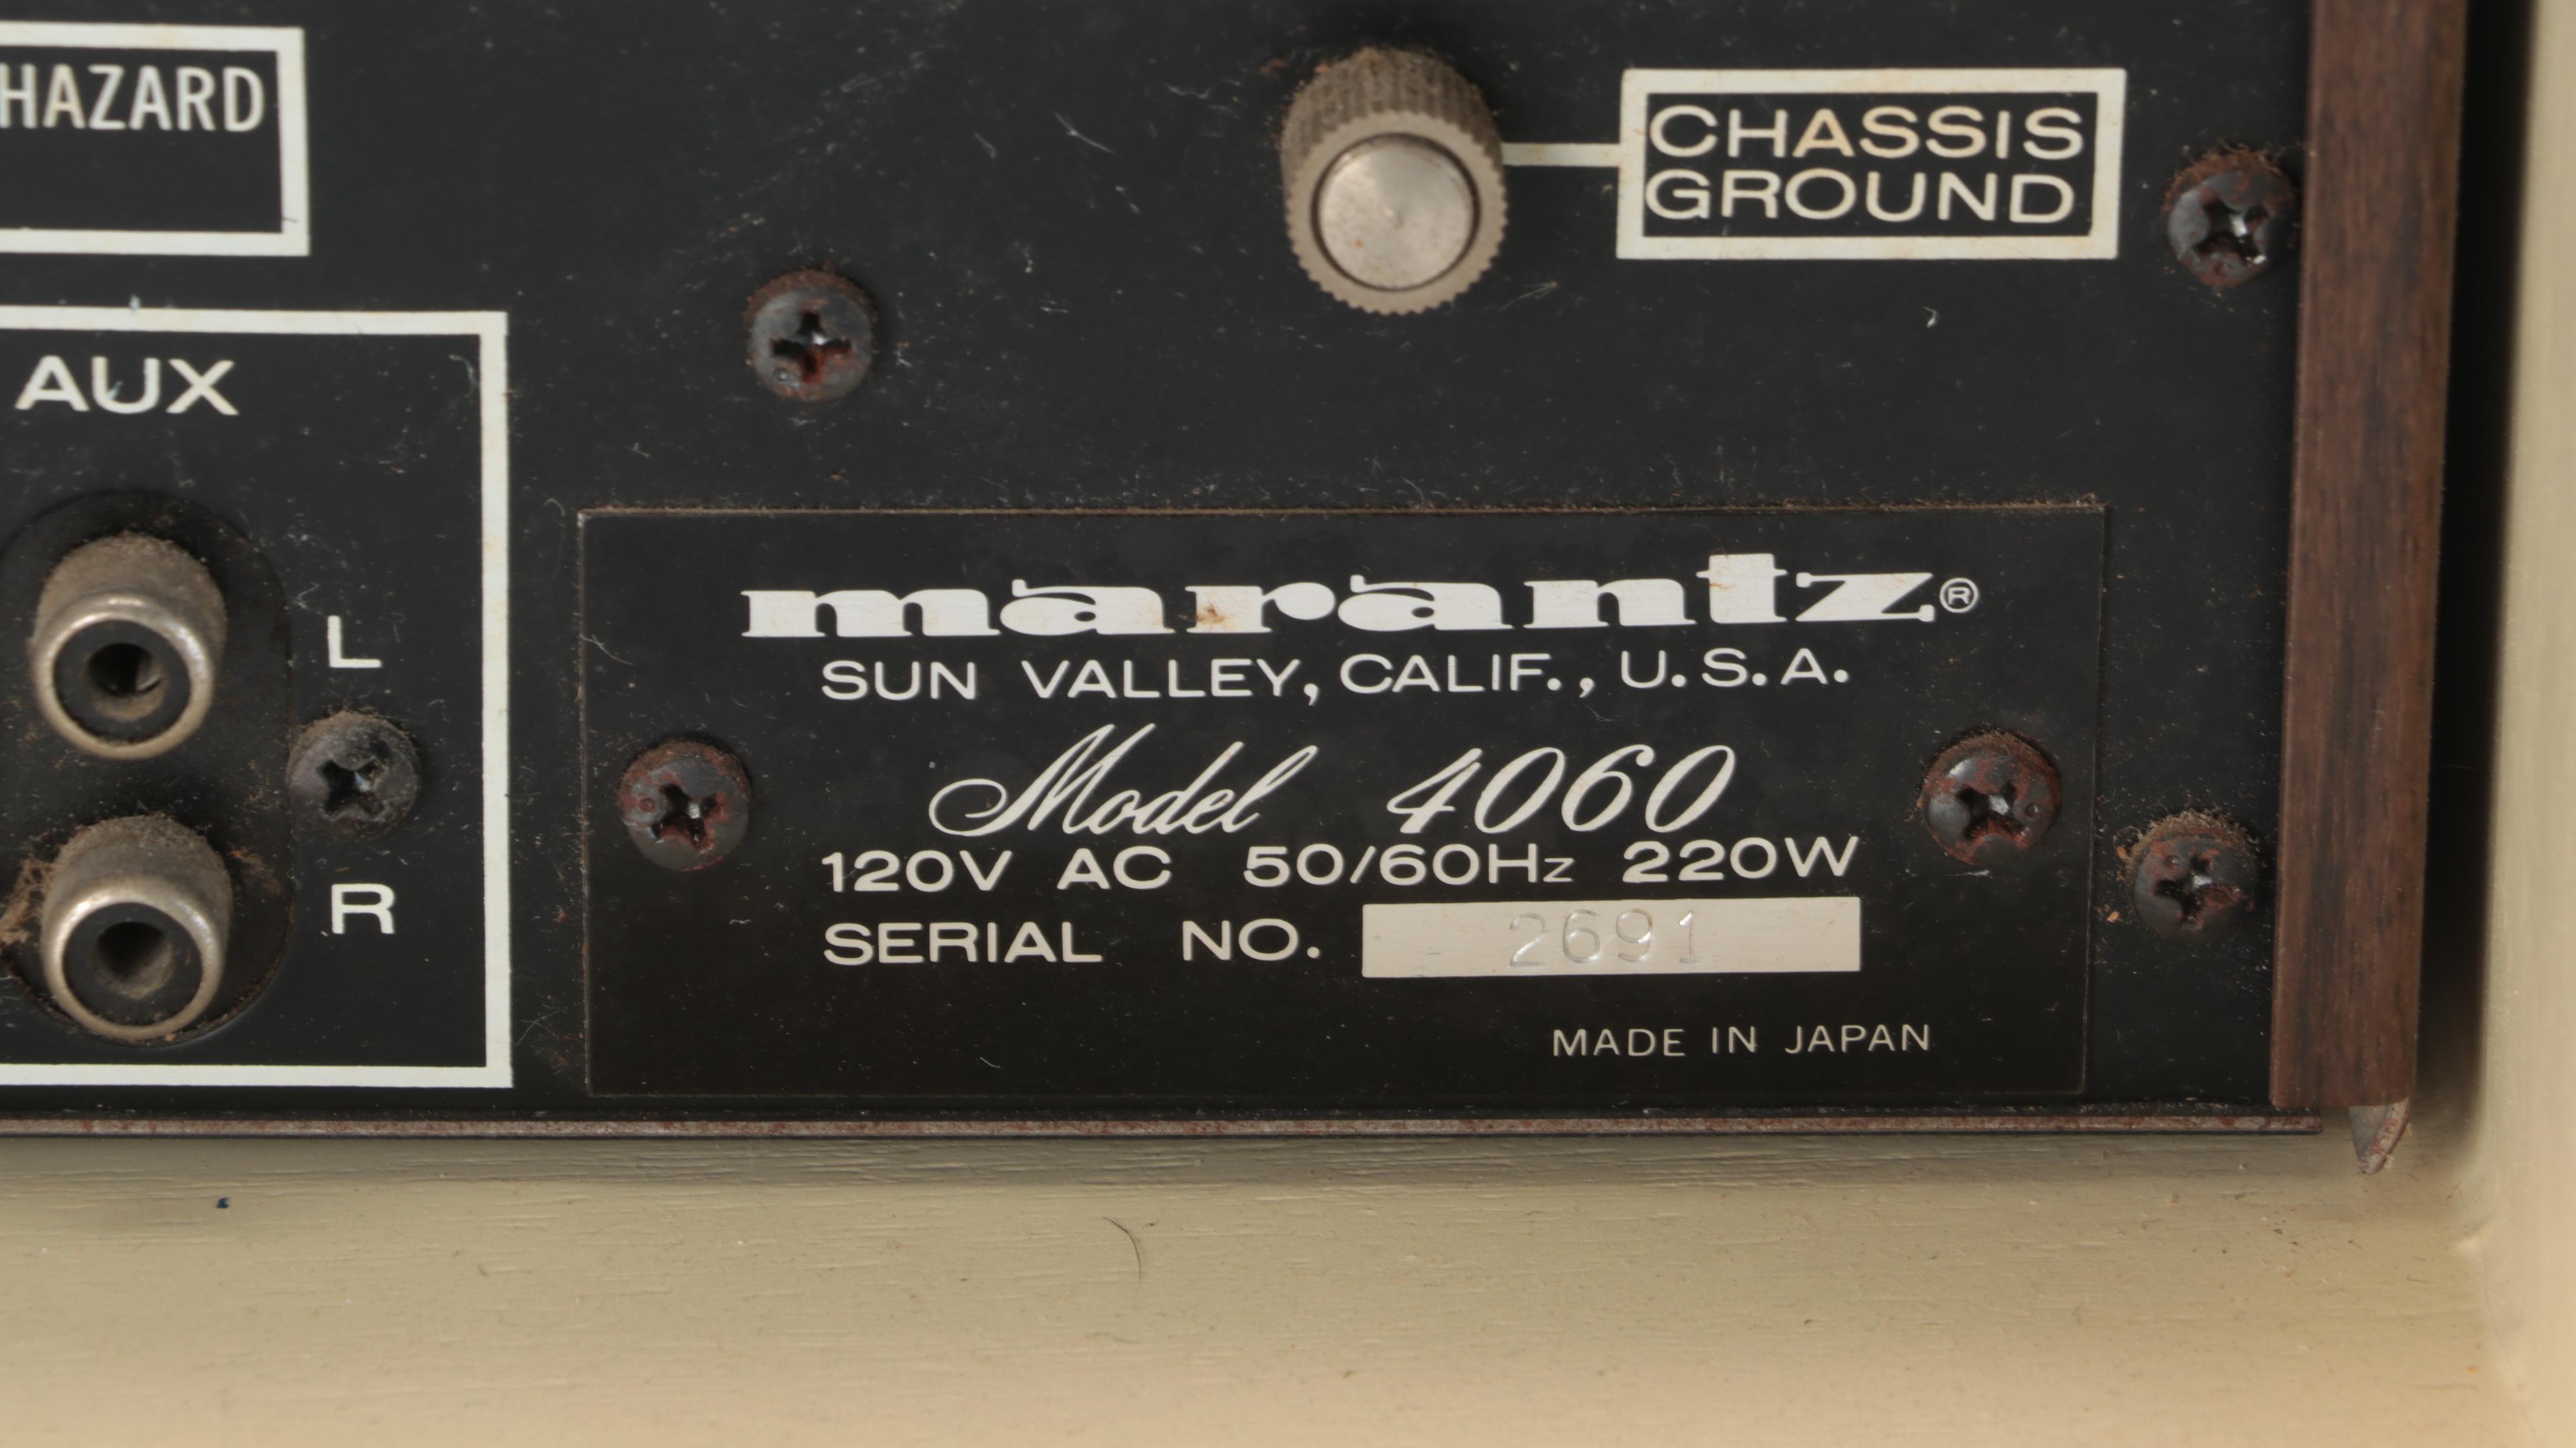 HAZARD
CHASSIS
GROUND
AUX
L
R
marantz®
SUN VALLEY, CALIF., U.S.A.
Model 4060
120V AC 50/60Hz 220W
SERIAL NO. 2691
MADE IN JAPAN